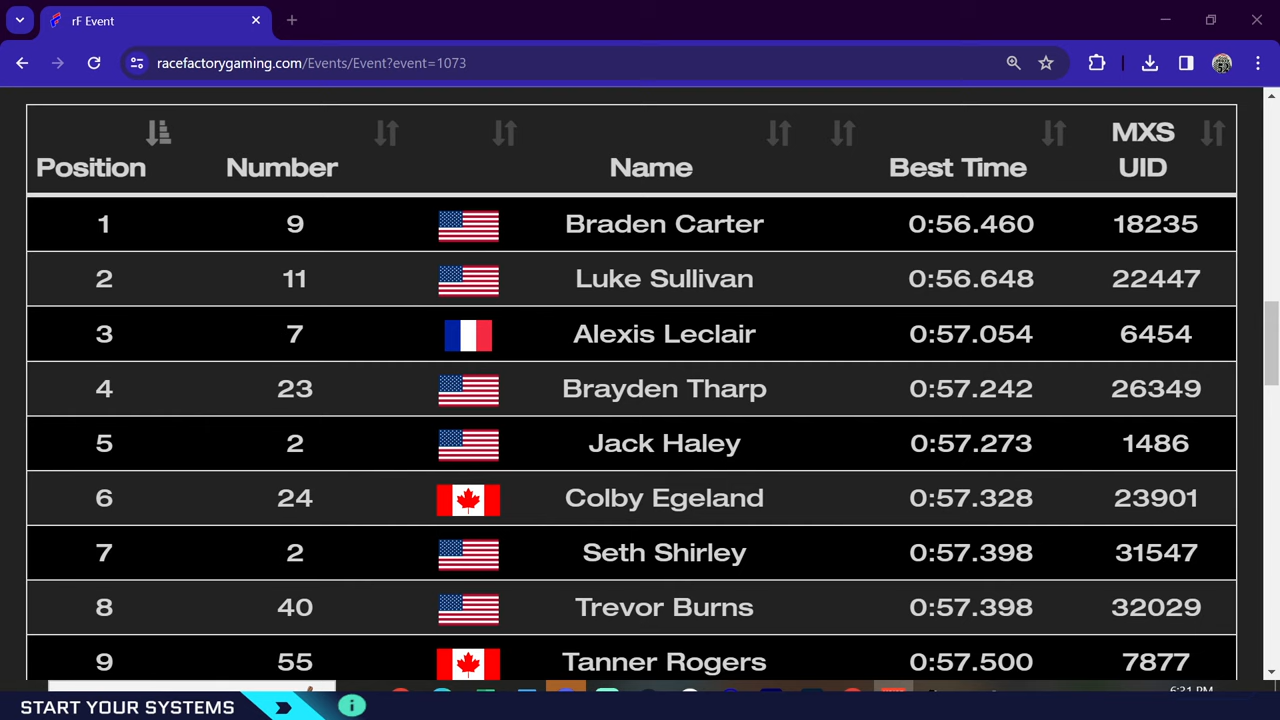 rF Event
racefactorygaming.com/Events/Event?event=1073
Position Number Name Best Time MXS UID
1 9 Braden Carter 0:56.460 18235
2 11 Luke Sullivan 0:56.648 22447
3 7 Alexis Leclair 0:57.054 6454
4 23 Brayden Tharp 0:57.242 26349
5 2 Jack Haley 0:57.273 1486
6 24 Colby Egeland 0:57.328 23901
7 2 Seth Shirley 0:57.398 31547
8 40 Trevor Burns 0:57.398 32029
9 55 Tanner Rogers 0:57.500 7877
6:31 PM
START YOUR SYSTEMS